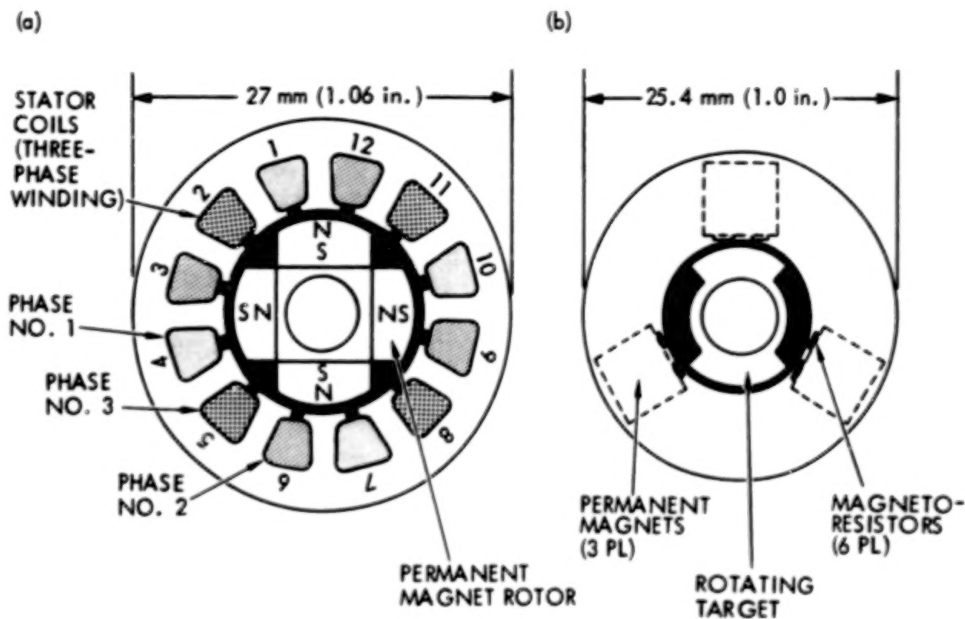 (a)
27 mm (1.06 in.)
STATOR
COILS
(THREE-
PHASE
WINDING)
1
12
2
11
3
10
4
9
5
8
6
7
N
S
S N
N S
S
N
PHASE
NO. 1
PHASE
NO. 3
PHASE
NO. 2
PERMANENT
MAGNET ROTOR
(b)
25.4 mm (1.0 in.)
PERMANENT
MAGNETS
(3 PL)
MAGNETO-
RESISTORS
(6 PL)
ROTATING
TARGET